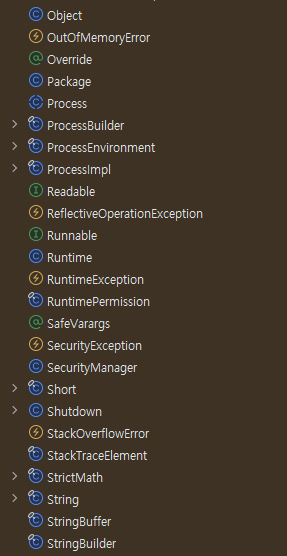 Object
OutOfMemoryError
Override
Package
Process
ProcessBuilder
ProcessEnvironment
ProcessImpl
Readable
ReflectiveOperationException
Runnable
Runtime
RuntimeException
RuntimePermission
SafeVarargs
SecurityException
SecurityManager
Short
Shutdown
StackOverflowError
StackTraceElement
StrictMath
String
StringBuffer
StringBuilder